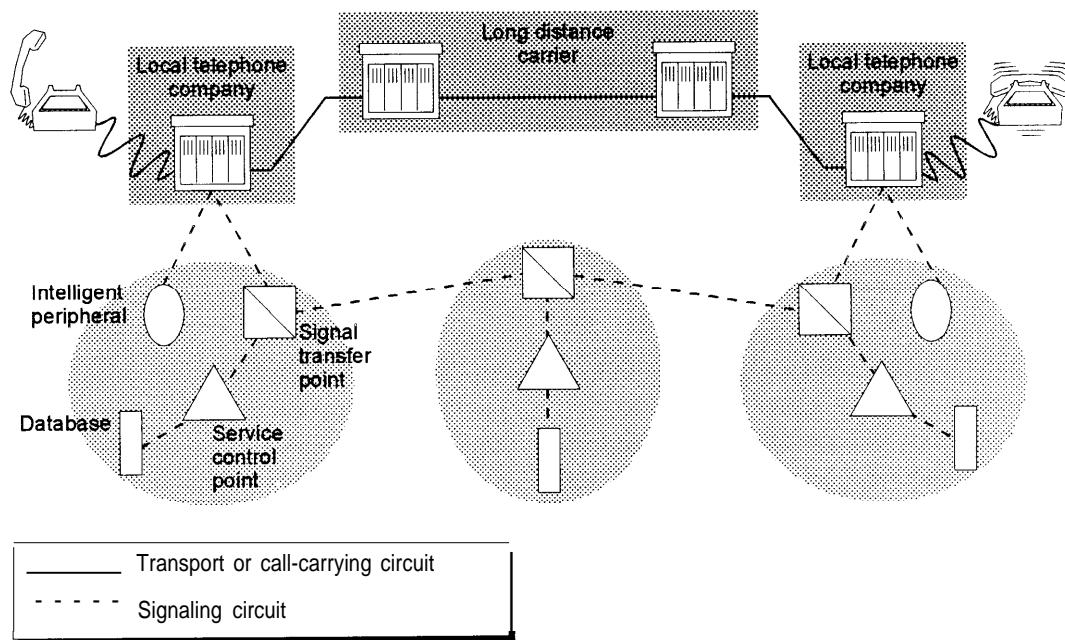 Long distance
carrier
Local telephone
company
Local telephone
company
Intelligent
peripheral
Signal
transfer
point
Database
Service
control
point
Transport or call-carrying circuit
Signaling circuit